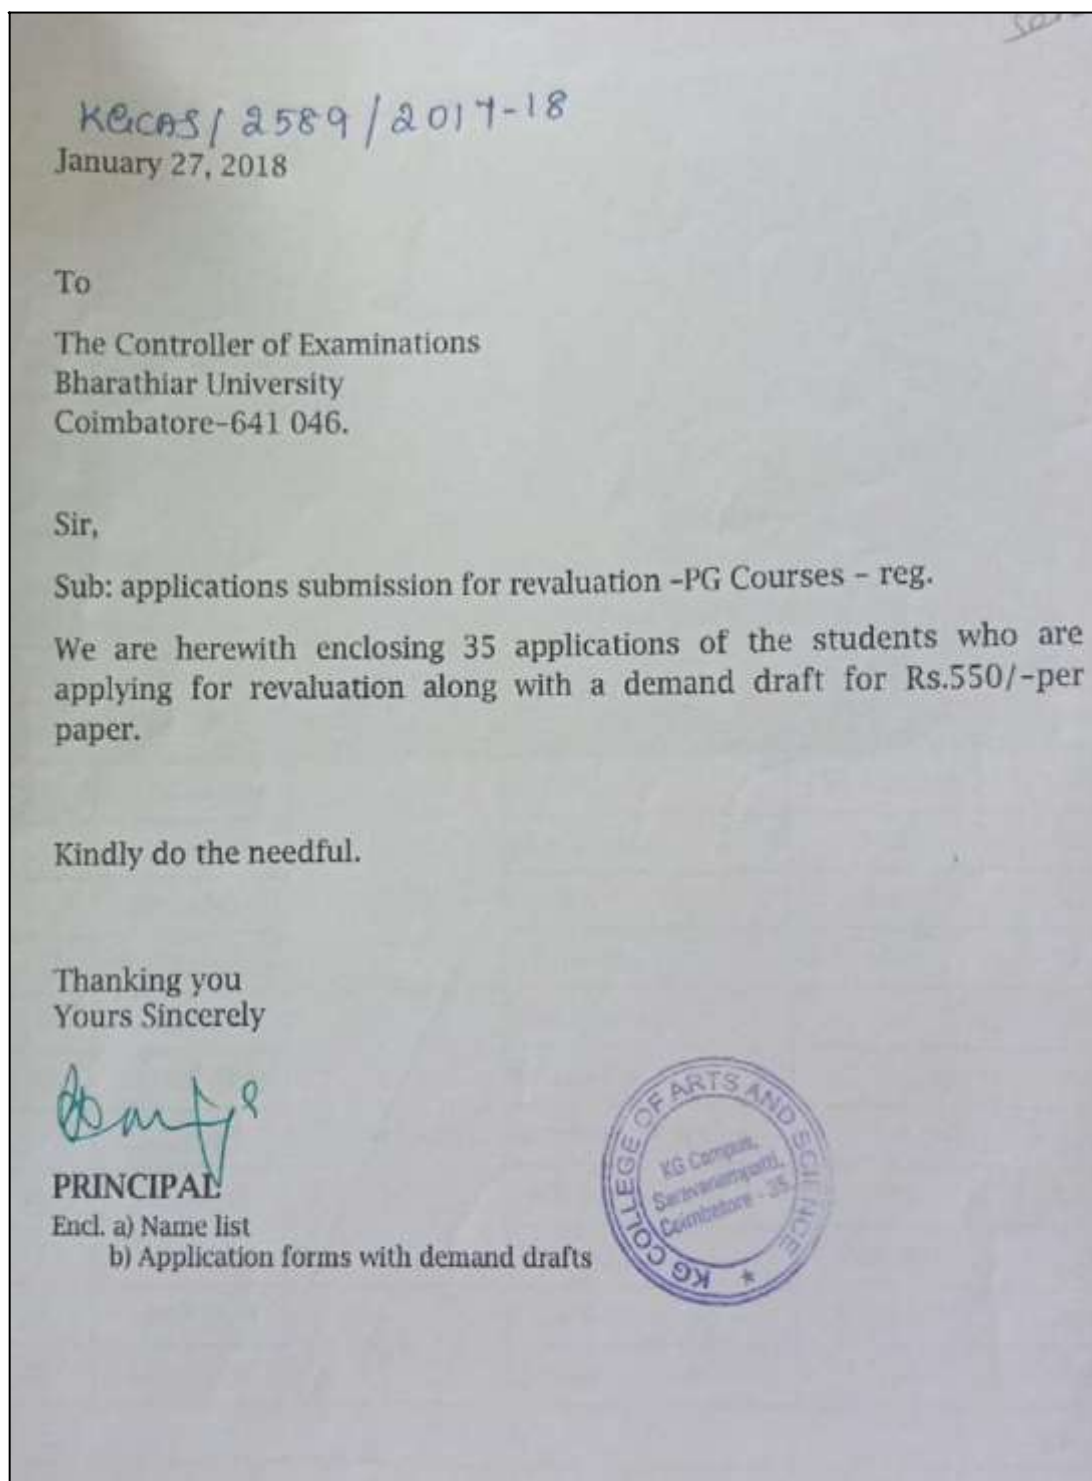 KGCAS/2589/2017-18
January 27, 2018
To
The Controller of Examinations
Bharathiar University
Coimbatore-641 046.
Sir,
Sub: applications submission for revaluation -PG Courses - reg.
We are herewith enclosing 35 applications of the students who are
applying for revaluation along with a demand draft for Rs.550/-per
paper.
Kindly do the needful.
Thanking you
Yours Sincerely
PRINCIPAL
Encl. a) Name list
b) Application forms with demand drafts
KG COLLEGE OF ARTS AND SCIENCE
KG Campus,
Saravanampatti,
Coimbatore - 35.